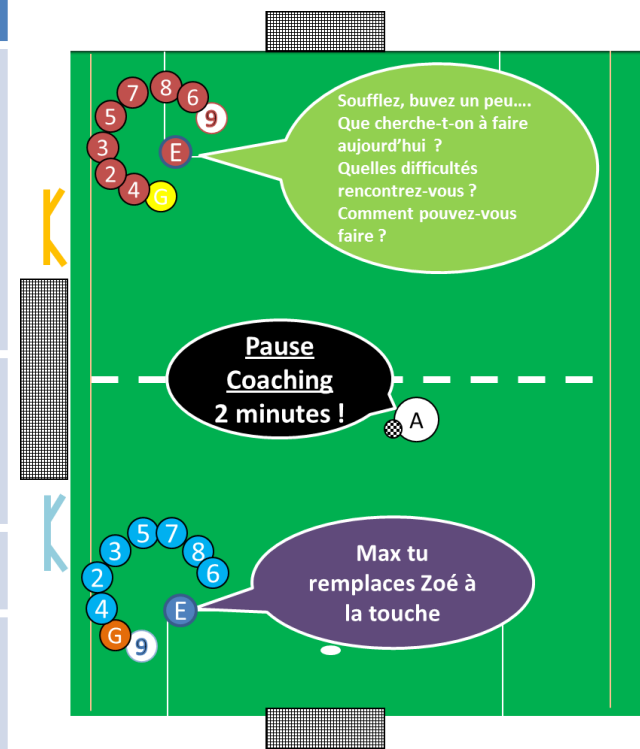 7 8 6
5 9
3 E
2 4 G
Soufflez, buvez un peu….
Que cherche-t-on à faire
aujourd’hui ?
Quelles difficultés
rencontrez-vous ?
Comment pouvez-vous
faire ?
Pause
Coaching
2 minutes !
A
5 7
3 8
2 6
4 E
G 9
Max tu
remplaces Zoé à
la touche